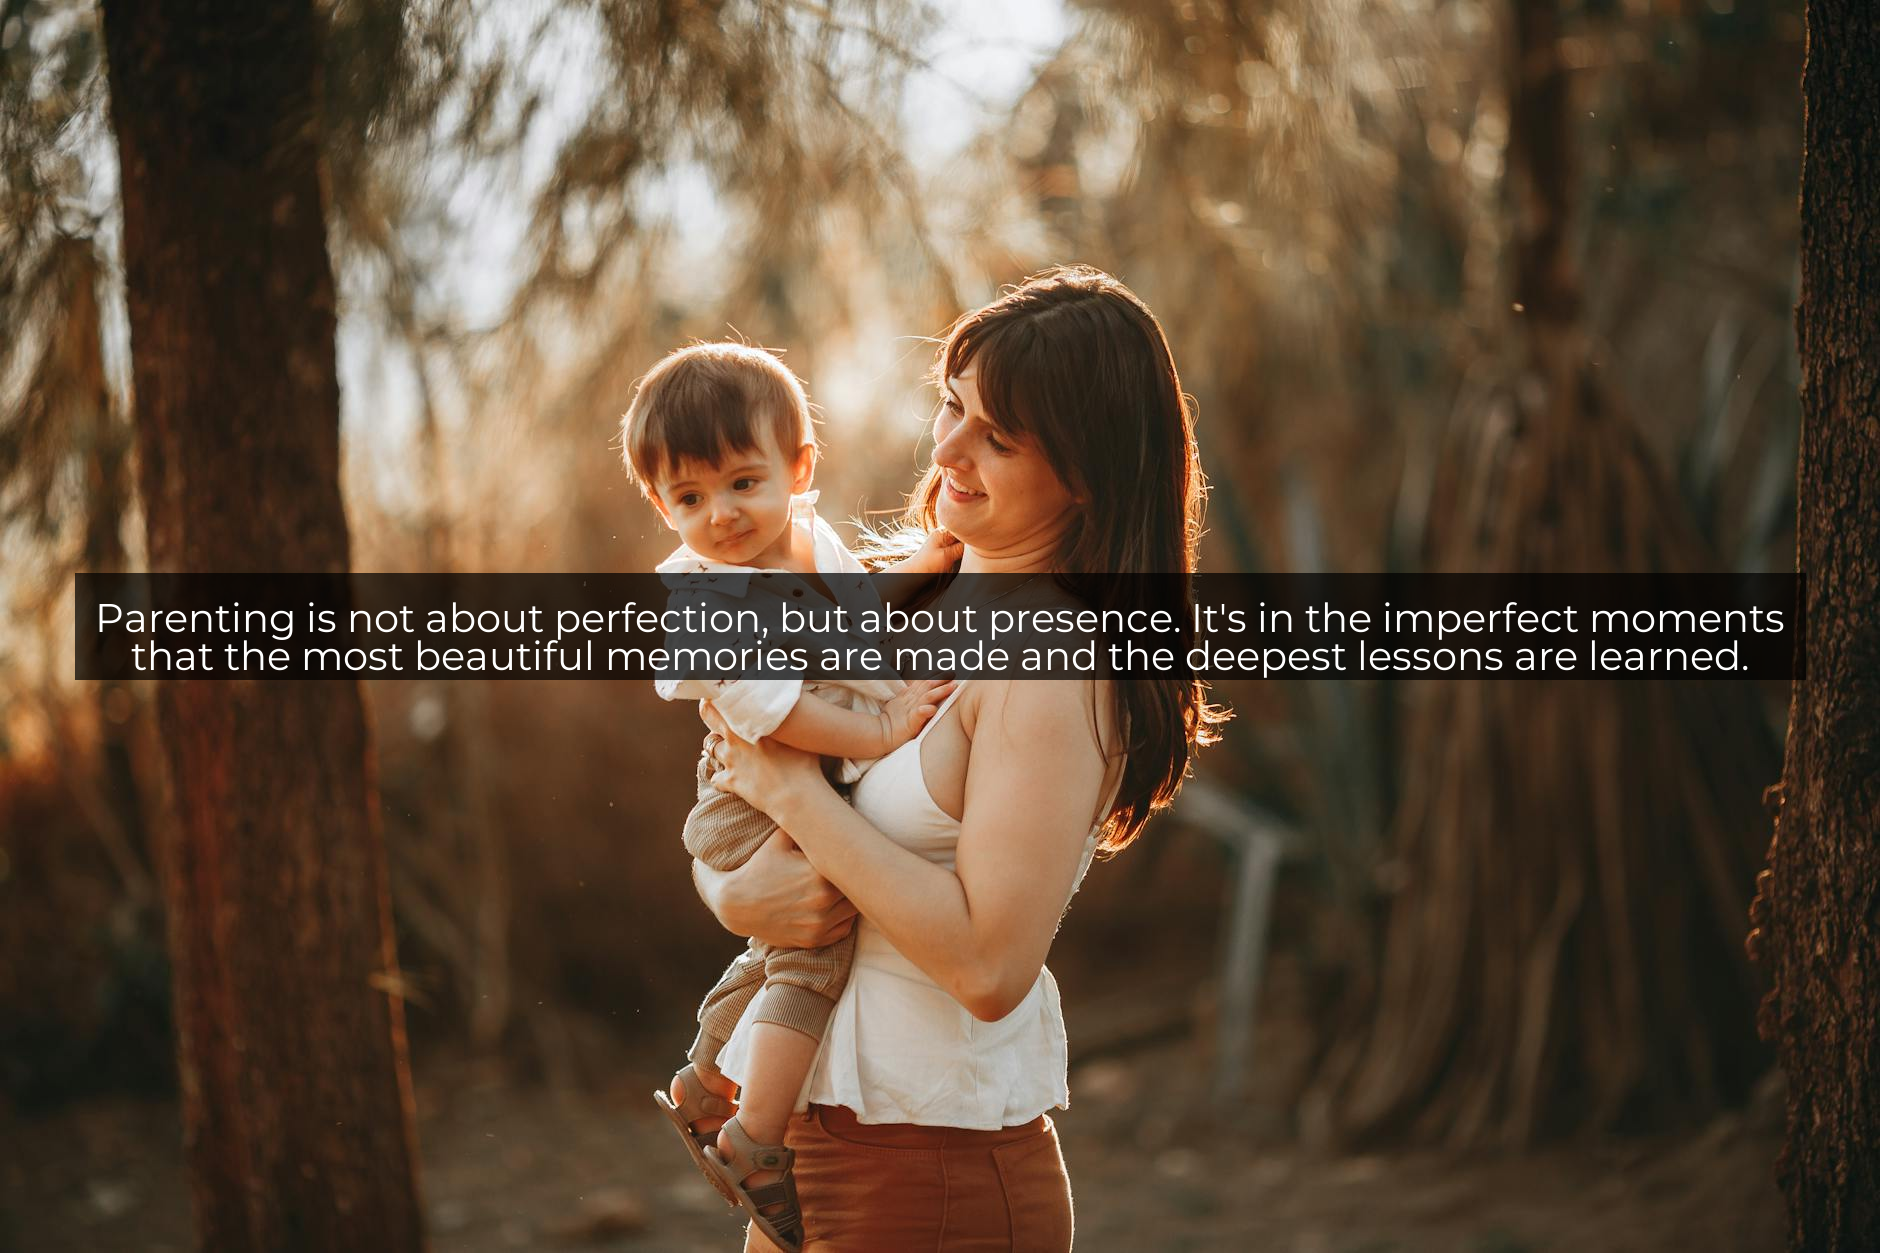 Parenting is not about perfection, but about presence. It's in the imperfect moments
that the most beautiful memories are made and the deepest lessons are learned.